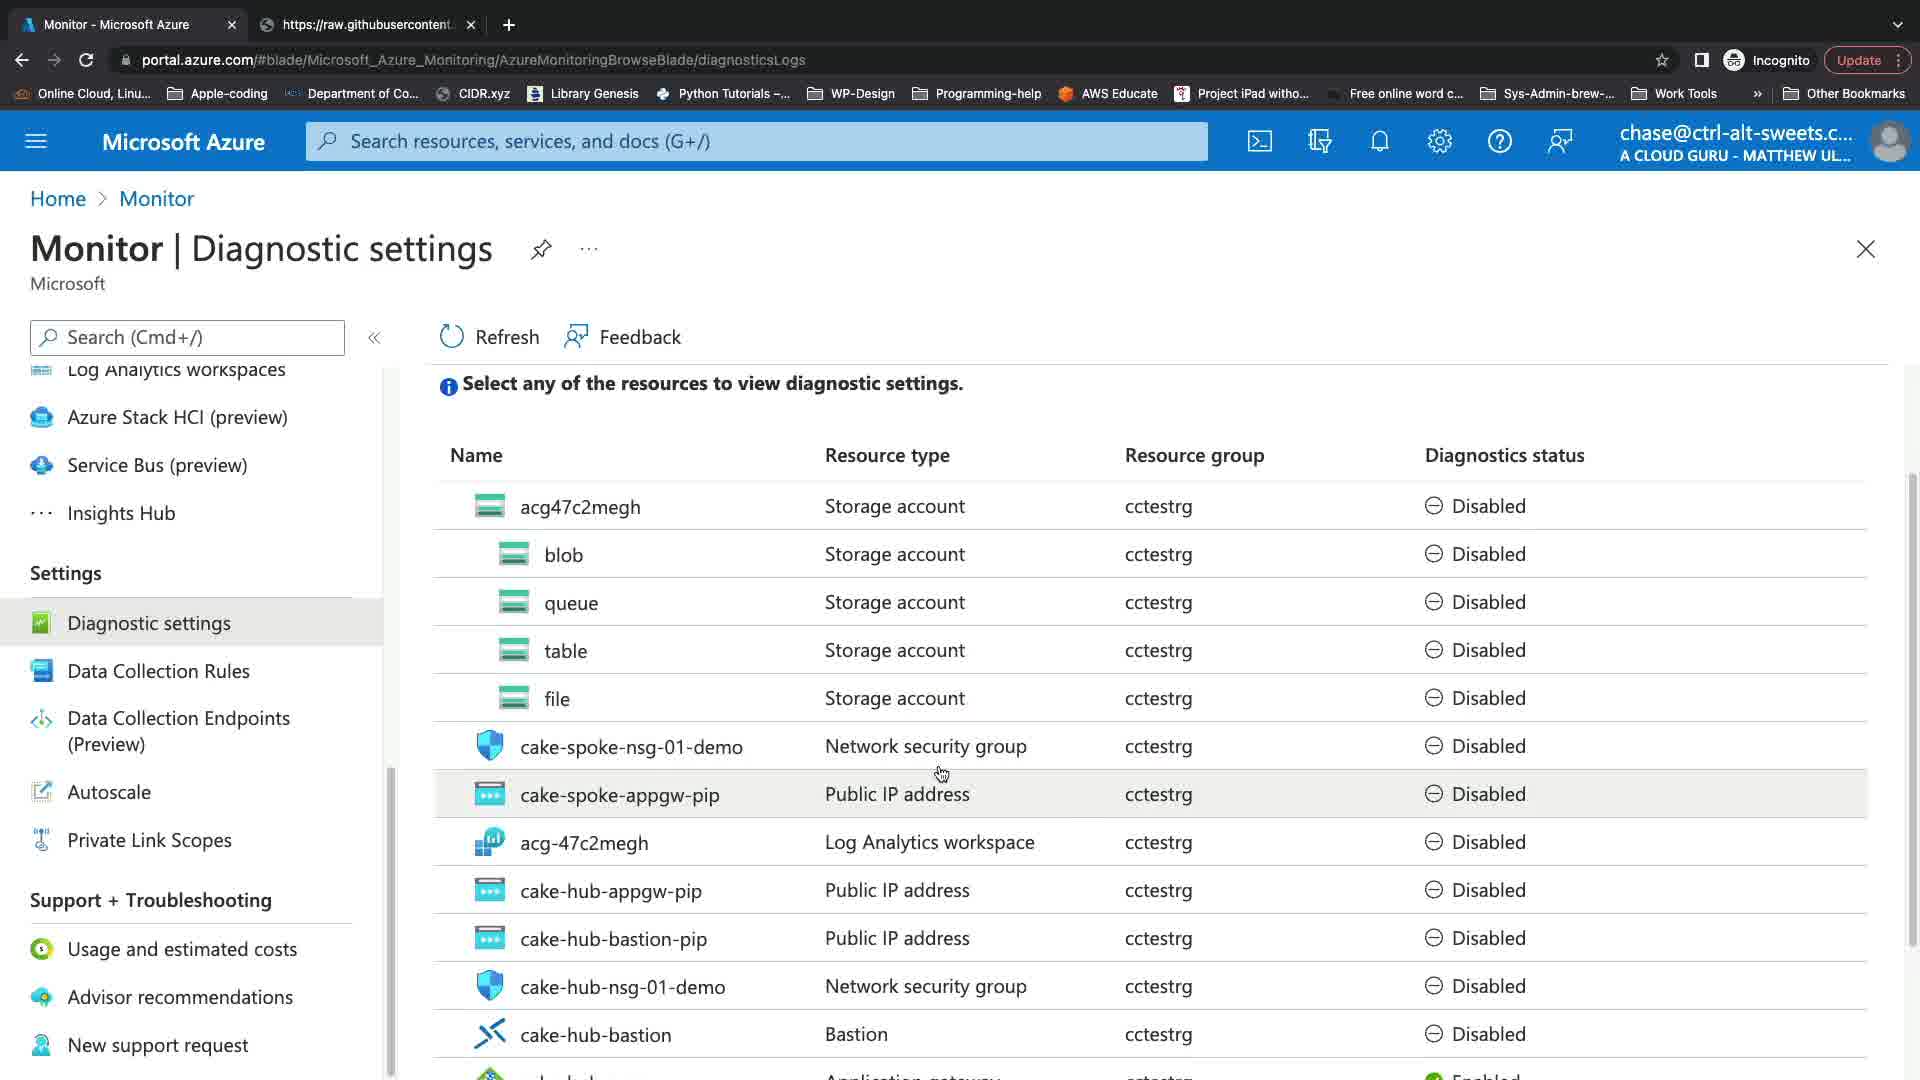 Monitor - Microsoft Azure
https://raw.githubusercontent.
portal.azure.com/#blade/Microsoft_Azure_Monitoring/AzureMonitoringBrowseBlade/diagnosticsLogs
Incognito
Update
Online Cloud, Linu...
Apple-coding
Department of Co...
CIDR.xyz
Library Genesis
Python Tutorials –...
WP-Design
Programming-help
AWS Educate
Project iPad witho...
Free online word c...
Sys-Admin-brew-...
Work Tools
»
Other Bookmarks
Microsoft Azure
Search resources, services, and docs (G+/)
chase@ctrl-alt-sweets.c...
A CLOUD GURU - MATTHEW UL...
Home > Monitor
Monitor | Diagnostic settings
...
Microsoft
Search (Cmd+/)
«
Refresh
Feedback
Log Analytics workspaces
Azure Stack HCI (preview)
Service Bus (preview)
Insights Hub
Settings
Diagnostic settings
Data Collection Rules
Data Collection Endpoints
(Preview)
Autoscale
Private Link Scopes
Support + Troubleshooting
Usage and estimated costs
Advisor recommendations
New support request
Select any of the resources to view diagnostic settings.
Name Resource type Resource group Diagnostics status
acg47c2megh Storage account cctestrg Disabled
blob Storage account cctestrg Disabled
queue Storage account cctestrg Disabled
table Storage account cctestrg Disabled
file Storage account cctestrg Disabled
cake-spoke-nsg-01-demo Network security group cctestrg Disabled
cake-spoke-appgw-pip Public IP address cctestrg Disabled
acg-47c2megh Log Analytics workspace cctestrg Disabled
cake-hub-appgw-pip Public IP address cctestrg Disabled
cake-hub-bastion-pip Public IP address cctestrg Disabled
cake-hub-nsg-01-demo Network security group cctestrg Disabled
cake-hub-bastion Bastion cctestrg Disabled
Application gateway cctestrg Enabled